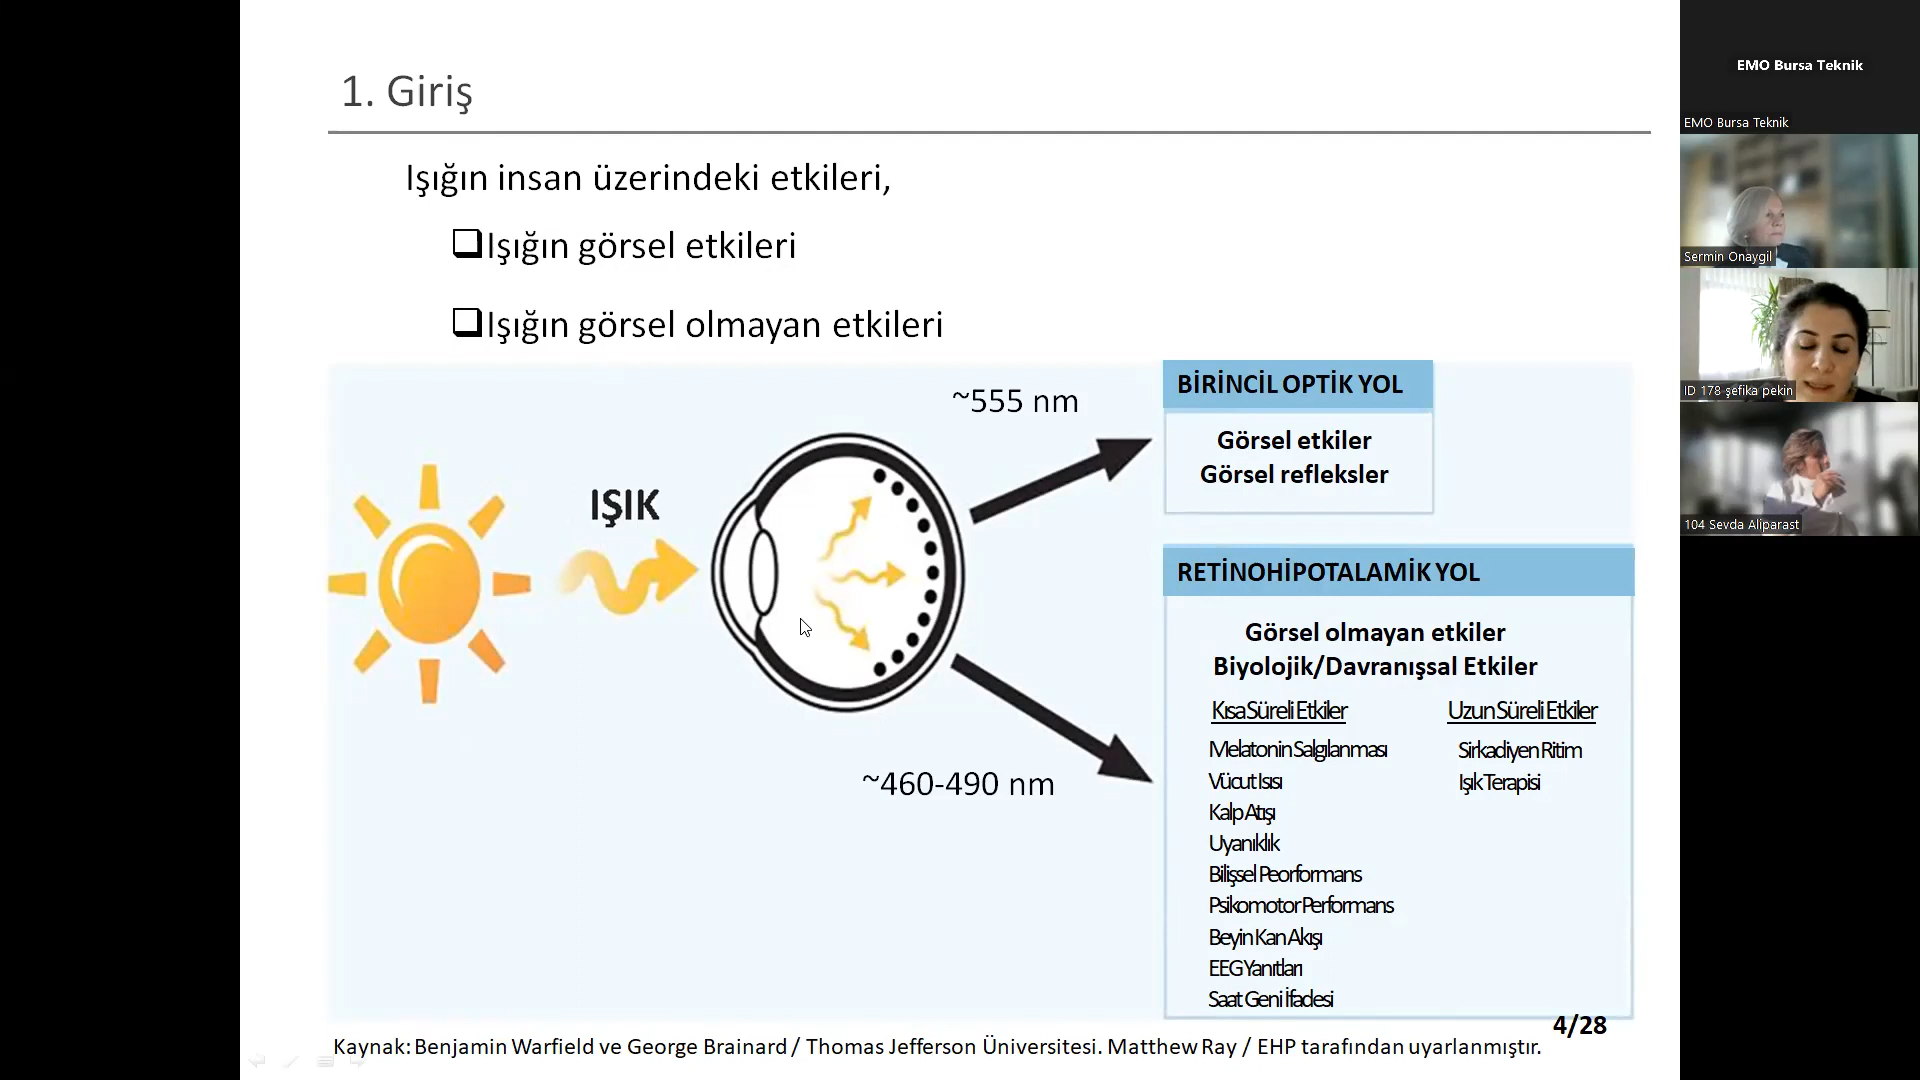 1. Giriş
Işığın insan üzerindeki etkileri,
Işığın görsel etkileri
Işığın görsel olmayan etkileri
IŞIK
~555 nm
~460-490 nm
BİRİNCİL OPTİK YOL
Görsel etkiler
Görsel refleksler
RETİNOHİPOTALAMİK YOL
Görsel olmayan etkiler
Biyolojik/Davranışsal Etkiler
Kısa Süreli Etkiler
Melatonin Salgılanması
Vücut Isısı
Kalp Atışı
Uyanıklık
Bilişsel Peorformans
Psikomotor Performans
Beyin Kan Akışı
EEG Yanıtları
Saat Geni İfadesi
Uzun Süreli Etkiler
Sirkadiyen Ritim
Işık Terapisi
4/28
Kaynak: Benjamin Warfield ve George Brainard / Thomas Jefferson Üniversitesi. Matthew Ray / EHP tarafından uyarlanmıştır.
EMO Bursa Teknik
EMO Bursa Teknik
Sermin Onaygil
ID 178 şefika pekin
104 Sevda Aliparast